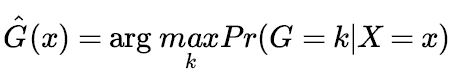 Ĝ(x) = arg max_k Pr(G = k|X = x)